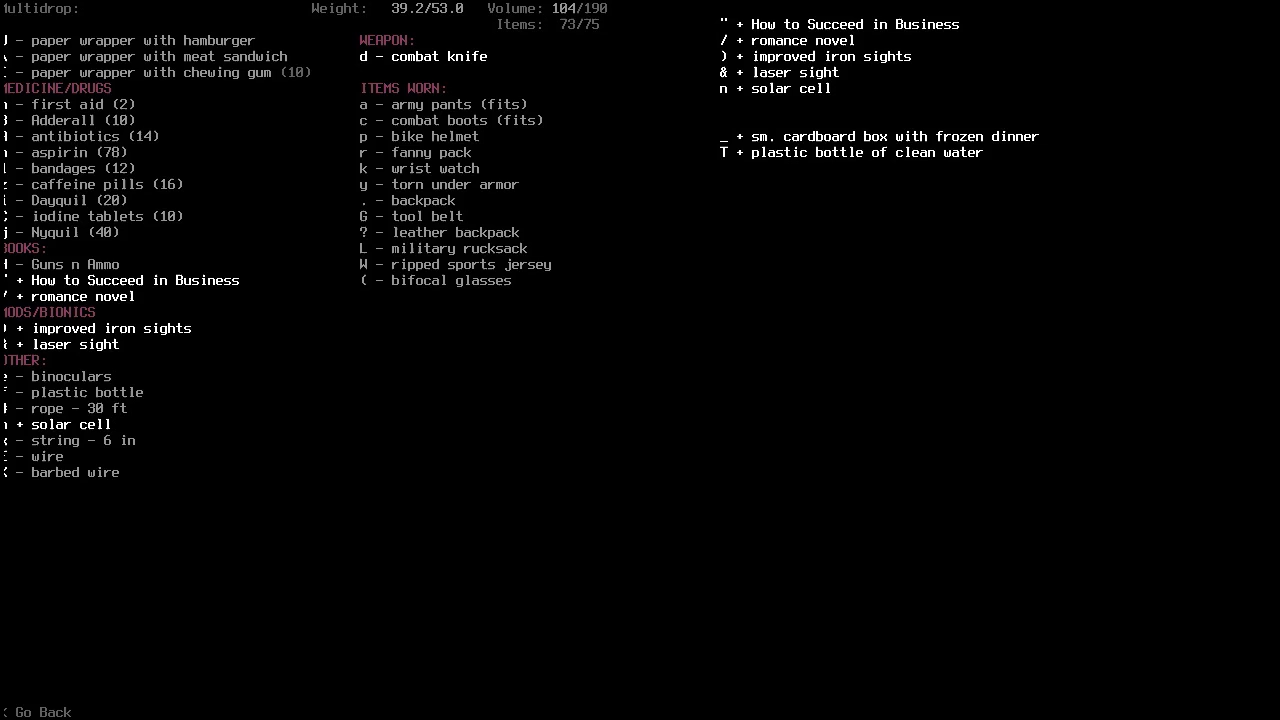 ultidrop: Weight: 39.2/53.0 Volume: 104/190
Items: 73/75
- paper wrapper with hamburger
- paper wrapper with meat sandwich
- paper wrapper with chewing gum (10)
EDICINE/DRUGS
- first aid (2)
- Adderall (10)
- antibiotics (14)
- aspirin (78)
- bandages (12)
- caffeine pills (16)
- Dayquil (20)
- iodine tablets (10)
j - Nyquil (40)
OOKS:
- Guns n Ammo
+ How to Succeed in Business
+ romance novel
ODS/BIONICS
+ improved iron sights
+ laser sight
THER:
- binoculars
- plastic bottle
- rope - 30 ft
+ solar cell
- string - 6 in
- wire
- barbed wire
Go Back
WEAPON:
d - combat knife
ITEMS WORN:
a - army pants (fits)
c - combat boots (fits)
p - bike helmet
r - fanny pack
k - wrist watch
y - torn under armor
. - backpack
G - tool belt
? - leather backpack
L - military rucksack
W - ripped sports jersey
( - bifocal glasses
" + How to Succeed in Business
/ + romance novel
) + improved iron sights
& + laser sight
n + solar cell
_ + sm. cardboard box with frozen dinner
T + plastic bottle of clean water